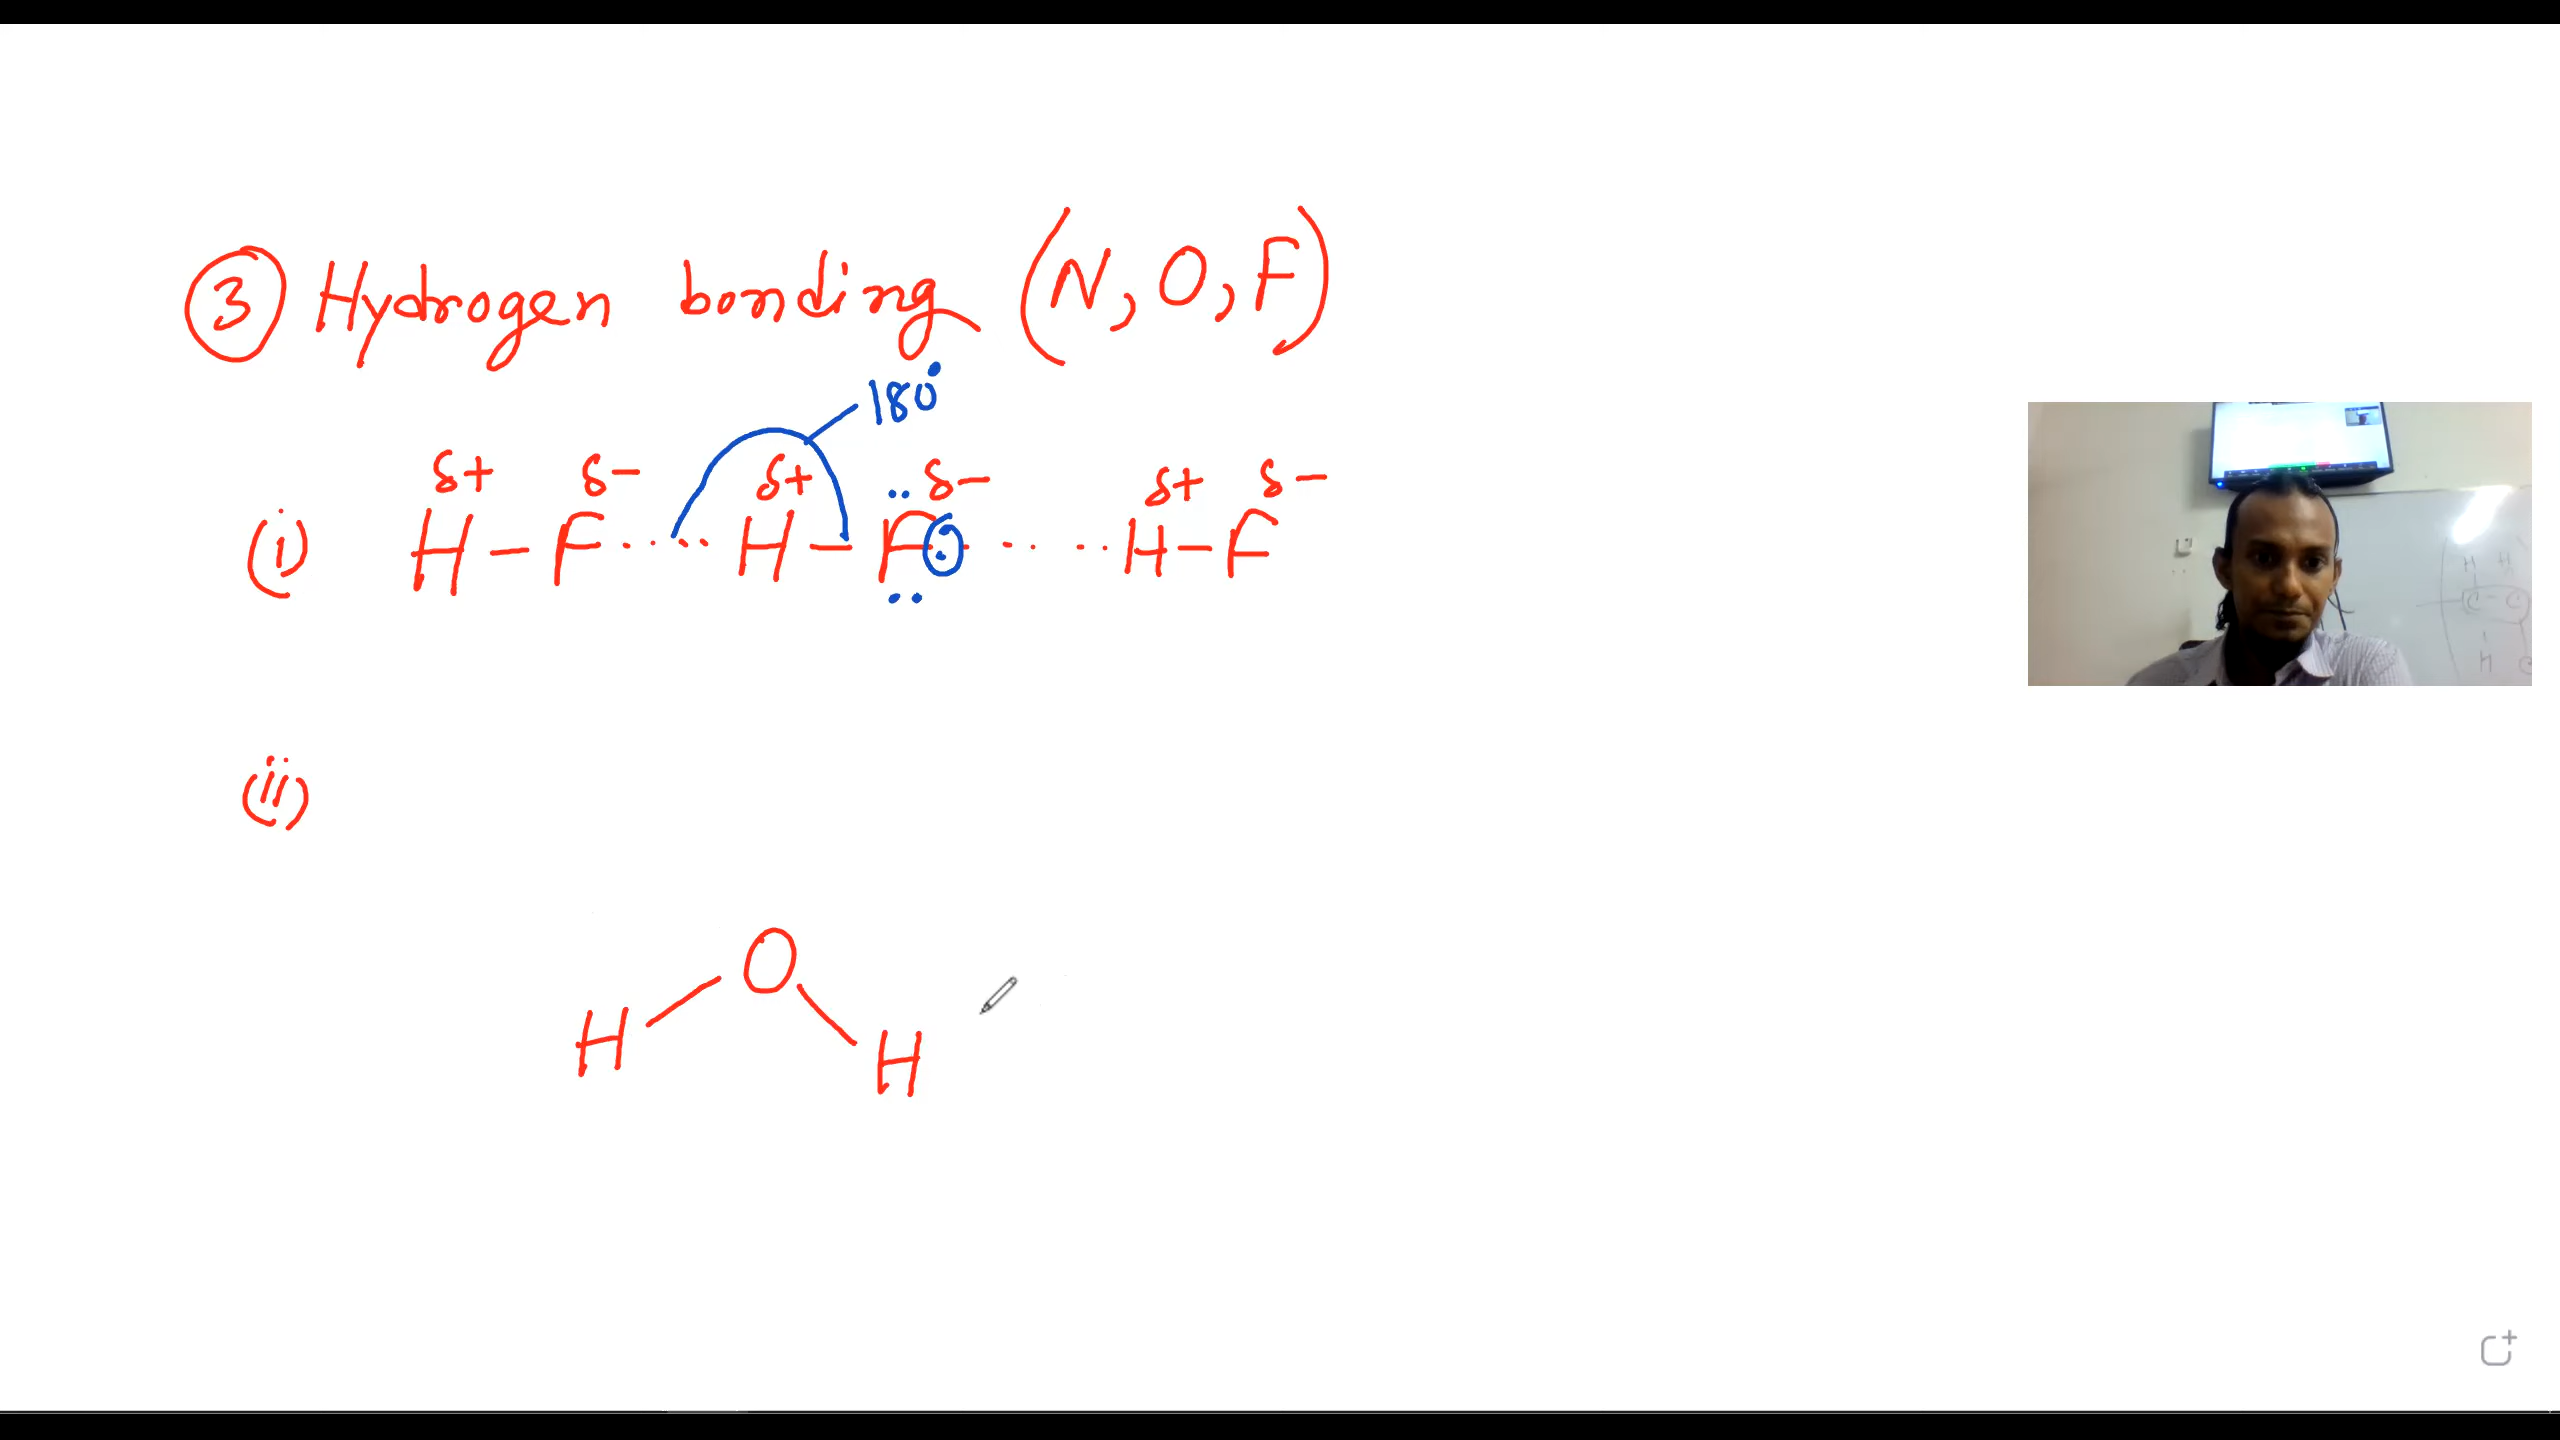 ③ Hydrogen bonding (N, O, F)
180°
δ+ δ− δ+ δ− δ+ δ−
(i) H – F ····· H – F : ····· H – F
(ii)
O
H H